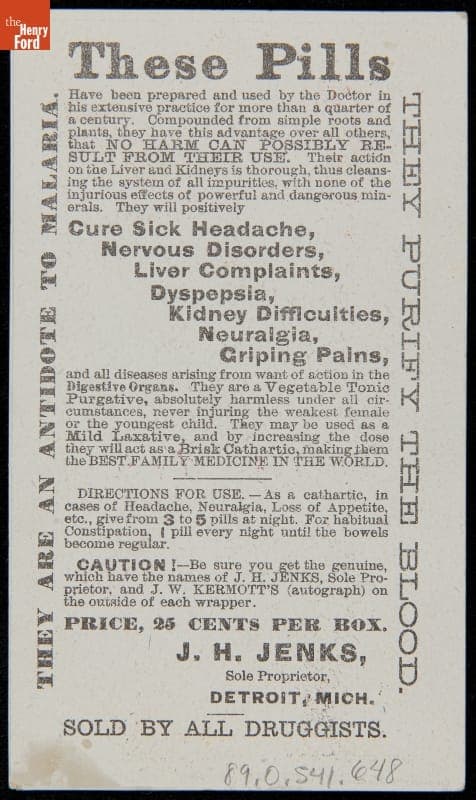 the
Henry
Ford
These Pills
Have been prepared and used by the Doctor in
his extensive practice for more than a quarter of
a century. Compounded from simple roots and
plants, they have this advantage over all others,
that NO HARM CAN POSSIBLY RE-
SULT FROM THEIR USE. Their action
on the Liver and Kidneys is thorough, thus cleans-
ing the system of all impurities, with none of the
injurious effects of powerful and dangerous min-
erals. They will positively
Cure Sick Headache,
Nervous Disorders,
Liver Complaints,
Dyspepsia,
Kidney Difficulties,
Neuralgia,
Griping Pains,
and all diseases arising from want of action in the
Digestive Organs. They are a Vegetable Tonic
Purgative, absolutely harmless under all cir-
cumstances, never injuring the weakest female
or the youngest child. They may be used as a
Mild Laxative, and by increasing the dose
they will act as a Brisk Cathartic, making them
the BEST FAMILY MEDICINE IN THE WORLD.
DIRECTIONS FOR USE.—As a cathartic, in
cases of Headache, Neuralgia, Loss of Appetite,
etc., give from 3 to 5 pills at night. For habitual
Constipation, 1 pill every night until the bowels
become regular.
CAUTION!—Be sure you get the genuine,
which have the names of J. H. JENKS, Sole Pro-
prietor, and J. W. KERMOTT'S (autograph) on
the outside of each wrapper.
PRICE, 25 CENTS PER BOX.
J. H. JENKS,
Sole Proprietor,
DETROIT, MICH.
SOLD BY ALL DRUGGISTS.
THEY ARE AN ANTIDOTE TO MALARIA.
THEY PURIFY THE BLOOD.
89.0.541.648